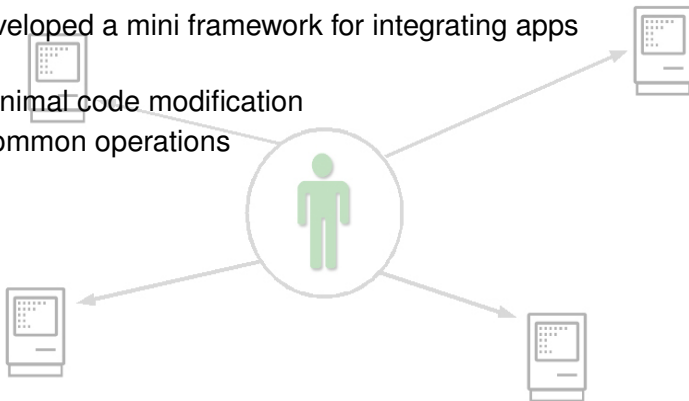 veloped a mini framework for integrating apps
nimal code modification
ommon operations